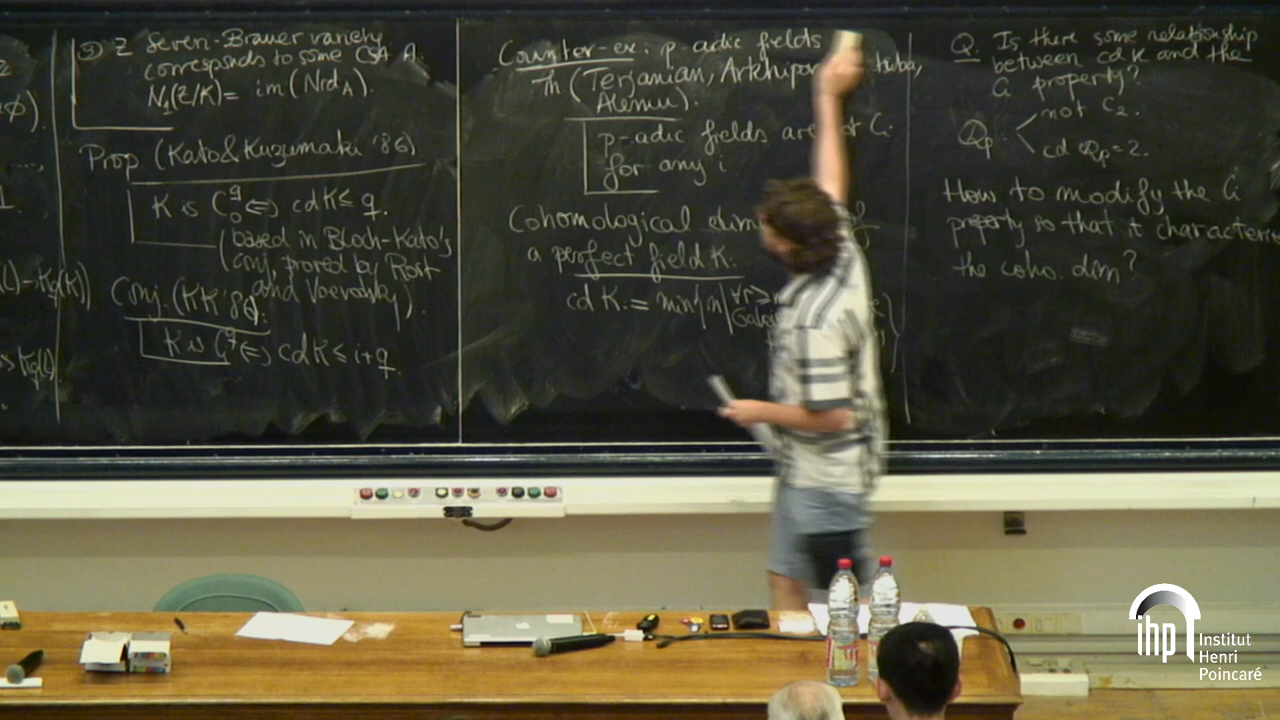 2) Z Severi-Brauer variety
corresponds to some CSA A.
N₁(Z/K) = im(Nrd_A).
Prop (Kato&Kuzumaki '86)
K is C₀^q ⇔ cd K ≤ q.
(based in Bloch-Kato's
conj, proved by Rost
and Voevodsky).
Conj. (KK '86).
K is C_i^q ⇔ cd K ≤ i+q.
Counter-ex: p-adic fields
Th (Terjanian, Arkhipov
Alemu).
p-adic fields are not C_i
for any i
Cohomological dim of
a perfect field K.
cd K := min{n | ∀r>
Q. Is there some relationship
between cd K and the
C_i property?
Q_p : < not C₂.
cd Q_p = 2.
How to modify the C_i
property so that it
the coho. dim?
ihp
Institut
Henri
Poincaré